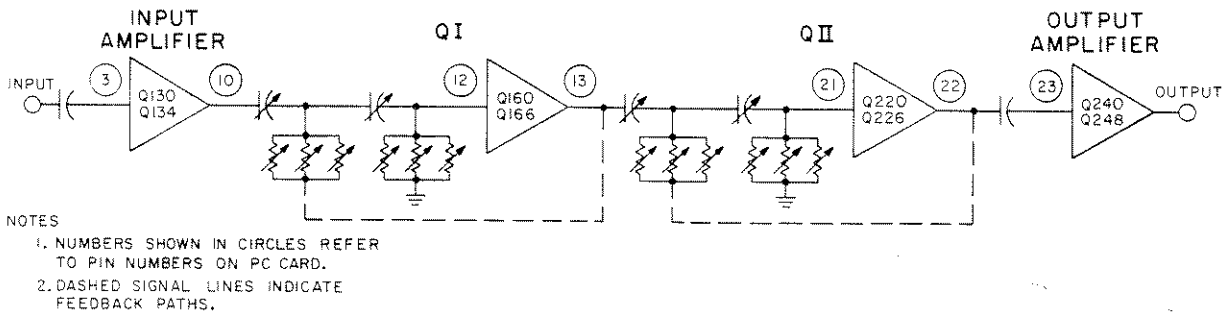 INPUT AMPLIFIER
QI
QII
OUTPUT AMPLIFIER
INPUT
3
Q130
Q134
10
12
Q160
Q166
13
21
Q220
Q226
22
23
Q240
Q248
OUTPUT
NOTES
1. NUMBERS SHOWN IN CIRCLES REFER
TO PIN NUMBERS ON PC CARD.
2. DASHED SIGNAL LINES INDICATE
FEEDBACK PATHS.